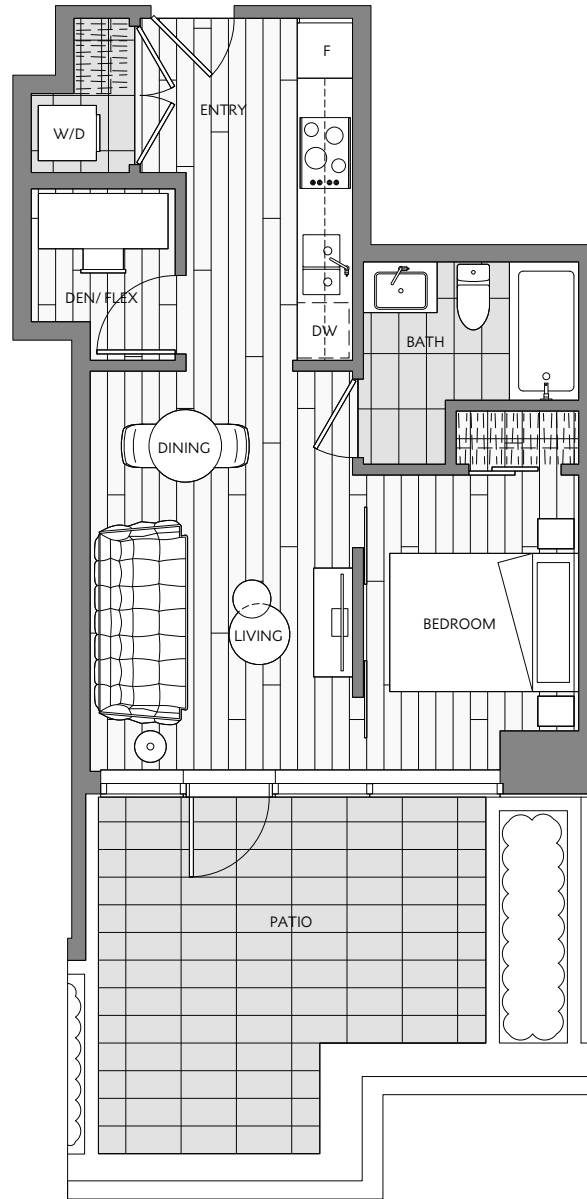 F
ENTRY
W/D
DEN/ FLEX
DW
BATH
DINING
BEDROOM
LIVING
PATIO